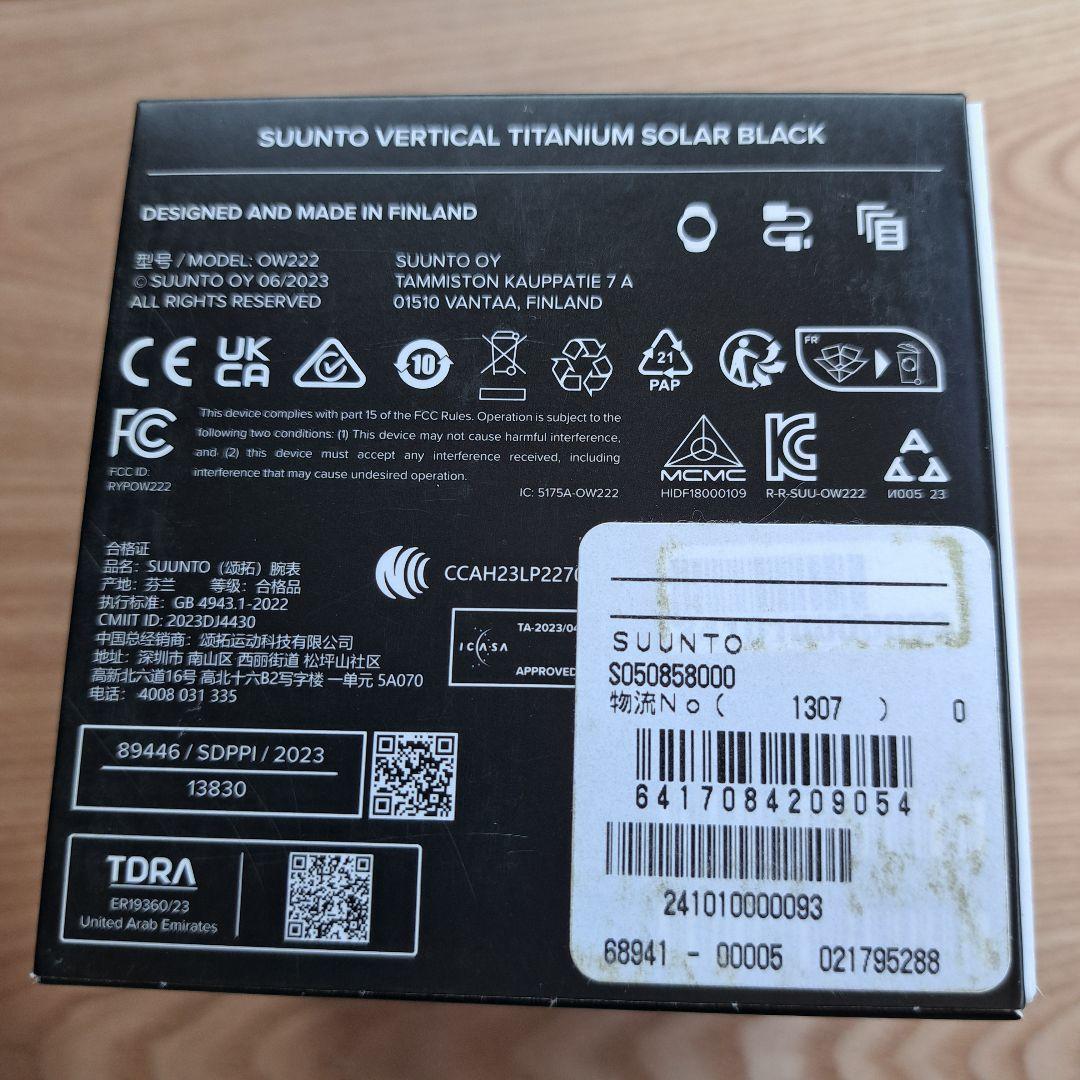 SUUNTO VERTICAL TITANIUM SOLAR BLACK
DESIGNED AND MADE IN FINLAND
型号 / MODEL: OW222
© SUUNTO OY 06/2023
ALL RIGHTS RESERVED
SUUNTO OY
TAMMISTON KAUPPATIE 7 A
01510 VANTAA, FINLAND
CE
UK
CA
10
21
PAP
FR
FC
FCC ID:
RYPOW222
This device complies with part 15 of the FCC Rules. Operation is subject to the
following two conditions: (1) This device may not cause harmful interference,
and (2) this device must accept any interference received, including
interference that may cause undesired operation.
IC: 5175A-OW222
MCMC
HIDF18000109
R-R-SUU-OW222
И005 23
合格证
品名: SUUNTO (颂拓) 腕表
产地: 芬兰 等级: 合格品
执行标准: GB 4943.1-2022
CMIIT ID: 2023DJ4430
中国总经销商: 颂拓运动科技有限公司
地址: 深圳市 南山区 西丽街道 松坪山社区
高新北六道16号 高北十六B2写字楼 一单元 5A070
电话: 4008 031 335
CCAH23LP2270
ICASA
TA-2023/04
APPROVED
89446 / SDPPI / 2023
13830
TDRA
ER19360/23
United Arab Emirates
SUUNTO
SO50858000
物流No( 1307 ) 0
6417084209054
241010000093
68941 - 00005 021795288